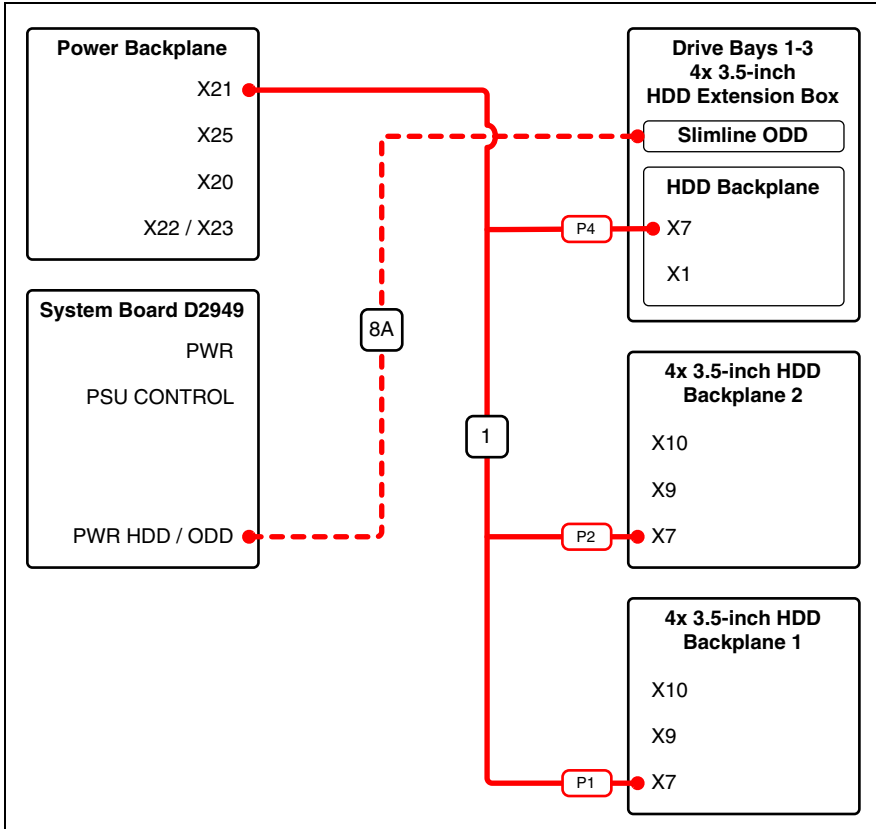 Power Backplane
X21
X25
X20
X22 / X23
System Board D2949
PWR
PSU CONTROL
PWR HDD / ODD
8A
1
P4
P2
P1
Drive Bays 1-3
4x 3.5-inch
HDD Extension Box
Slimline ODD
HDD Backplane
X7
X1
4x 3.5-inch HDD
Backplane 2
X10
X9
X7
4x 3.5-inch HDD
Backplane 1
X10
X9
X7